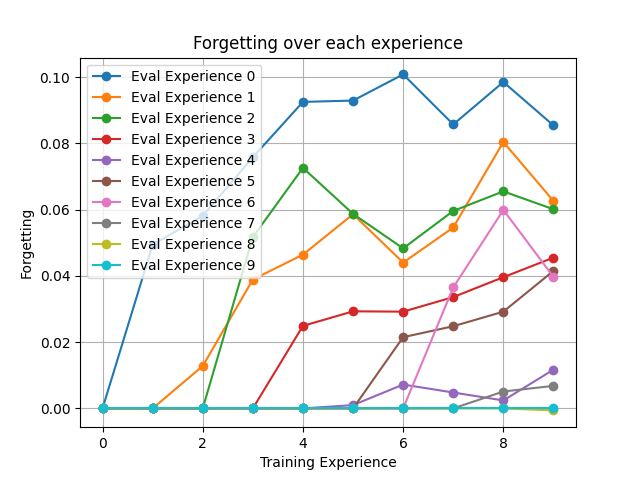 Forgetting over each experience
Forgetting
0.10
0.08
0.06
0.04
0.02
0.00
Eval Experience 0
Eval Experience 1
Eval Experience 2
Eval Experience 3
Eval Experience 4
Eval Experience 5
Eval Experience 6
Eval Experience 7
Eval Experience 8
Eval Experience 9
0 2 4 6 8
Training Experience